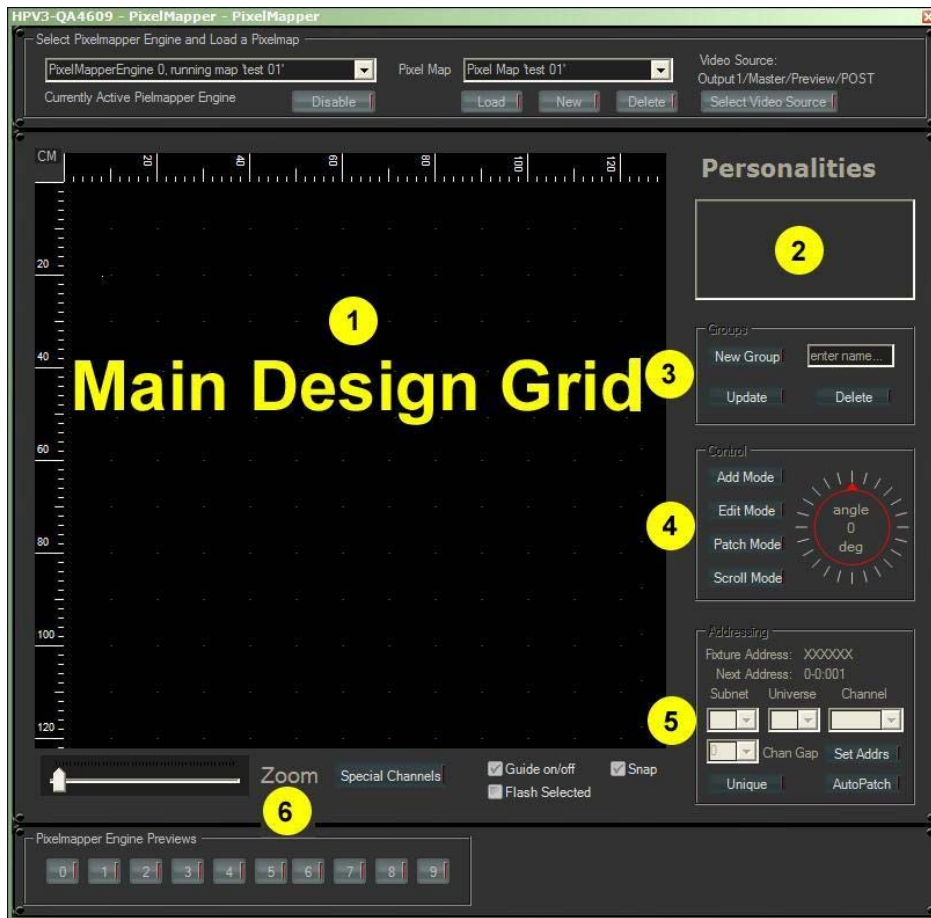 HPV3-QA4609 - PixelMapper - PixelMapper
Select Pixelmapper Engine and Load a Pixelmap
PixelMapperEngine 0, running map 'test 01'
Pixel Map
Pixel Map 'test 01'
Video Source:
Output1/Master/Preview/POST
Currently Active Pielmapper Engine
Disable
Load
New
Delete
Select Video Source
CM
20
40
60
80
100
120
20
40
60
80
100
120
1
Main Design Grid
Personalities
2
Groups
3
New Group
enter name...
Update
Delete
Control
4
Add Mode
Edit Mode
Patch Mode
Scroll Mode
angle
0
deg
Addressing
Fixture Address: XXXXXX
Next Address: 0-0:001
Subnet Universe Channel
5
0
Chan Gap
Set Addrs
Unique
AutoPatch
Zoom
6
Special Channels
Guide on/off
Snap
Flash Selected
Pixelmapper Engine Previews
0 1 2 3 4 5 6 7 8 9